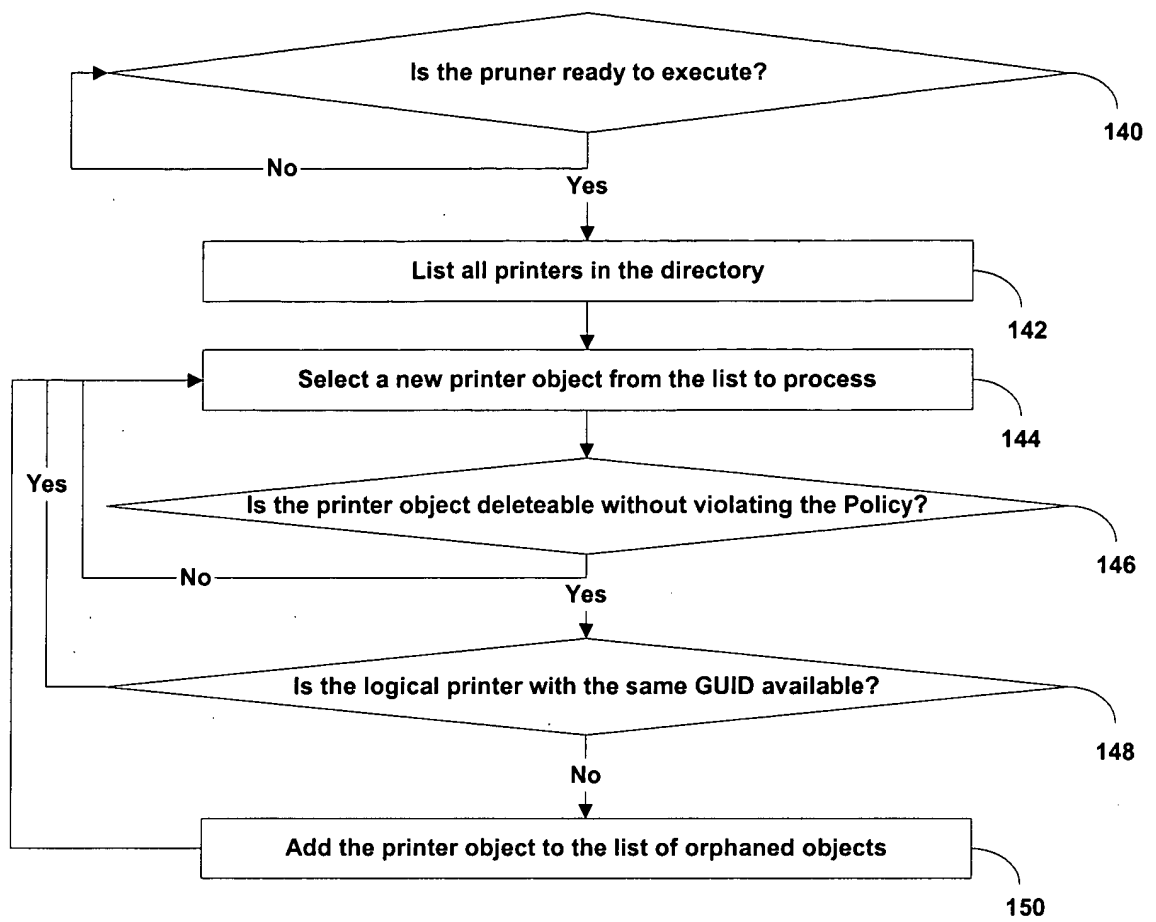 Is the pruner ready to execute?
140
No
Yes
List all printers in the directory
142
Select a new printer object from the list to process
144
Yes
Is the printer object deleteable without violating the Policy?
146
No
Yes
Is the logical printer with the same GUID available?
148
No
Add the printer object to the list of orphaned objects
150